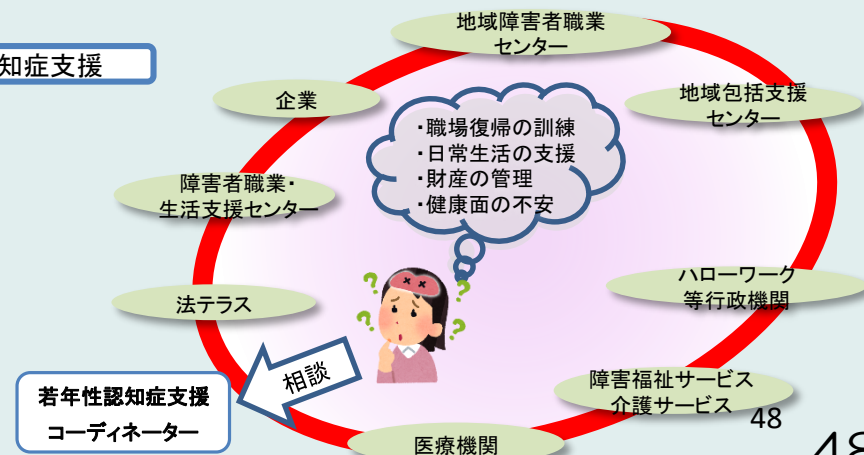 地域障害者職業
センター
知症支援
企業
地域包括支援
センター
・職場復帰の訓練
・日常生活の支援
・財産の管理
・健康面の不安
障害者職業・
生活支援センター
ハローワーク
等行政機関
法テラス
相談
若年性認知症支援
コーディネーター
障害福祉サービス
介護サービス
48
医療機関
48